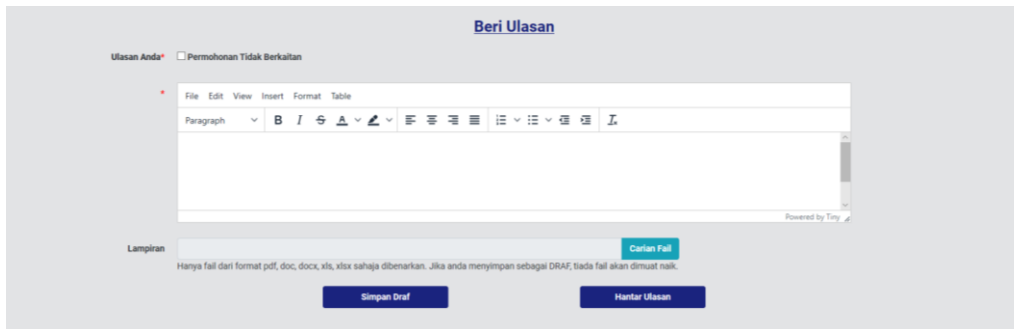 Beri Ulasan
Ulasan Anda* Permohonan Tidak Berkaitan
*
File Edit View Insert Format Table
Paragraph B I S A
Powered by Tiny
Lampiran Carian Fail
Hanya fail dari format pdf, doc, docx, xls, xlsx sahaja dibenarkan. Jika anda menyimpan sebagai DRAF, tiada fail akan dimuat naik.
Simpan Draf Hantar Ulasan